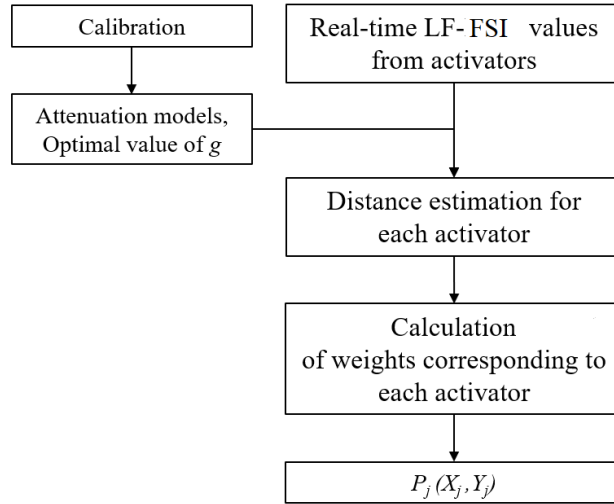 Calibration
Real-time LF-FSI values
from activators
Attenuation models,
Optimal value of g
Distance estimation for
each activator
Calculation
of weights corresponding to
each activator
Pj (Xj, Yj)